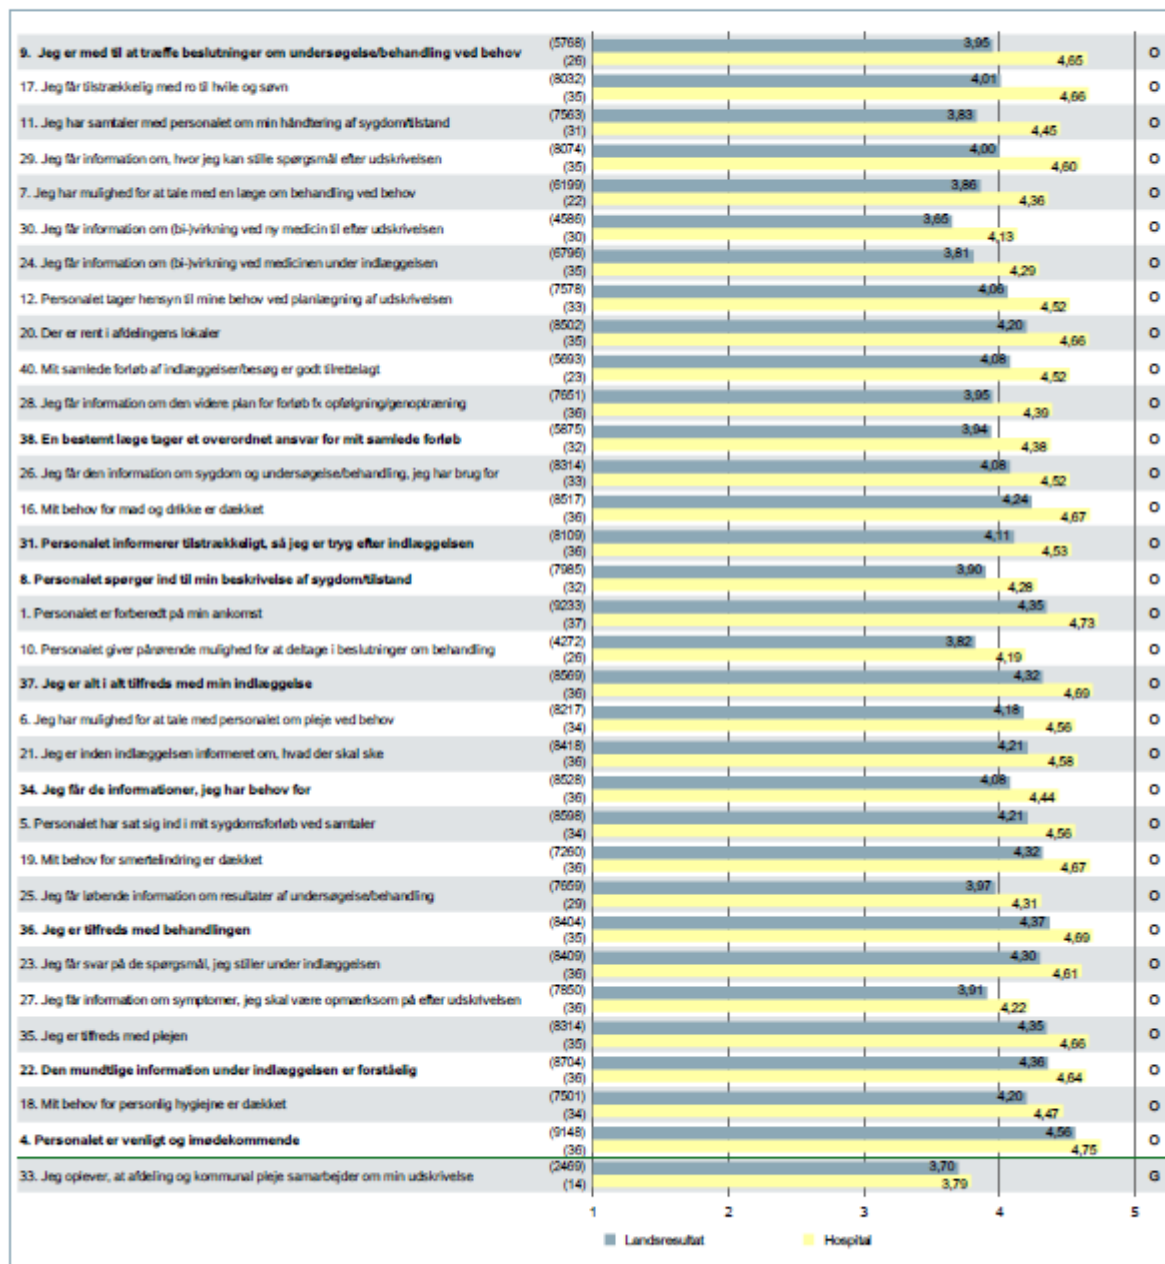 9. Jeg er med til at træffe beslutninger om undersøgelse/behandling ved behov (5768) 3,95 O
(26) 4,65
17. Jeg får tilstrækkelig med ro til hvile og søvn (8032) 4,01 O
(35) 4,66
11. Jeg har samtaler med personalet om min håndtering af sygdom/tilstand (7563) 3,83 O
(31) 4,45
29. Jeg får information om, hvor jeg kan stille spørgsmål efter udskrivelsen (8074) 4,00 O
(35) 4,60
7. Jeg har mulighed for at tale med en læge om behandling ved behov (6199) 3,86 O
(22) 4,36
30. Jeg får information om (bi-)virkning ved ny medicin til efter udskrivelsen (4586) 3,65 O
(30) 4,13
24. Jeg får information om (bi-)virkning ved medicinen under indlæggelsen (6796) 3,81 O
(35) 4,29
12. Personalet tager hensyn til mine behov ved planlægning af udskrivelsen (7578) 4,06 O
(33) 4,52
20. Der er rent i afdelingens lokaler (8502) 4,20 O
(35) 4,66
40. Mit samlede forløb af indlæggelser/besøg er godt tilrettelagt (5693) 4,08 O
(23) 4,52
28. Jeg får information om den videre plan for forløb fx opfølgning/genoptræning (7651) 3,95 O
(36) 4,39
38. En bestemt læge tager et overordnet ansvar for mit samlede forløb (5875) 3,94 O
(32) 4,38
26. Jeg får den information om sygdom og undersøgelse/behandling, jeg har brug for (8314) 4,08 O
(33) 4,52
16. Mit behov for mad og drikke er dækket (8517) 4,24 O
(36) 4,67
31. Personalet informerer tilstrækkeligt, så jeg er tryg efter indlæggelsen (8109) 4,11 O
(36) 4,53
8. Personalet spørger ind til min beskrivelse af sygdom/tilstand (7985) 3,90 O
(32) 4,28
1. Personalet er forberedt på min ankomst (9233) 4,35 O
(37) 4,73
10. Personalet giver pårørende mulighed for at deltage i beslutninger om behandling (4272) 3,82 O
(26) 4,19
37. Jeg er alt i alt tilfreds med min indlæggelse (8569) 4,32 O
(36) 4,69
6. Jeg har mulighed for at tale med personalet om pleje ved behov (8217) 4,18 O
(34) 4,56
21. Jeg er inden indlæggelsen informeret om, hvad der skal ske (8418) 4,21 O
(36) 4,58
34. Jeg får de informationer, jeg har behov for (8528) 4,08 O
(36) 4,44
5. Personalet har sat sig ind i mit sygdomsforløb ved samtaler (8598) 4,21 O
(34) 4,56
19. Mit behov for smertelindring er dækket (7260) 4,32 O
(36) 4,67
25. Jeg får løbende information om resultater af undersøgelse/behandling (7659) 3,97 O
(29) 4,31
36. Jeg er tilfreds med behandlingen (8404) 4,37 O
(35) 4,69
23. Jeg får svar på de spørgsmål, jeg stiller under indlæggelsen (8409) 4,30 O
(36) 4,61
27. Jeg får information om symptomer, jeg skal være opmærksom på efter udskrivelsen (7850) 3,91 O
(36) 4,22
35. Jeg er tilfreds med plejen (8314) 4,35 O
(35) 4,66
22. Den mundtlige information under indlæggelsen er forståelig (8704) 4,36 O
(36) 4,64
18. Mit behov for personlig hygiejne er dækket (7501) 4,20 O
(34) 4,47
4. Personalet er venligt og imødekommende (9148) 4,56 O
(36) 4,75
33. Jeg oplever, at afdeling og kommunal pleje samarbejder om min udskrivelse (2469) 3,70 G
(14) 3,79
1 2 3 4 5
Landsresultat Hospital